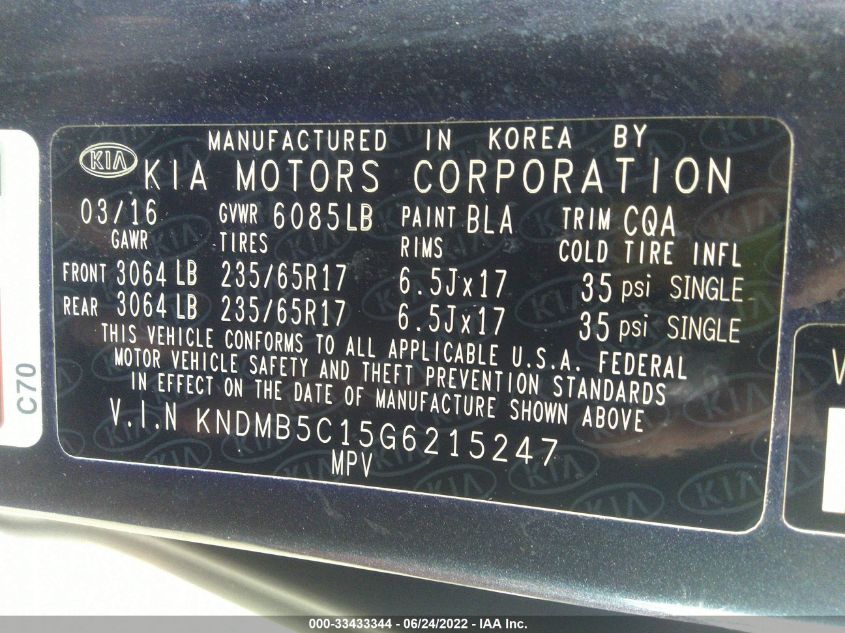 MANUFACTURED IN KOREA BY
KIA KIA MOTORS CORPORATION
03/16 GVWR 6085LB PAINT BLA TRIM CQA
GAWR TIRES RIMS COLD TIRE INFL
FRONT 3064 LB 235/65R17 6.5Jx17 35 psi SINGLE
REAR 3064 LB 235/65R17 6.5Jx17 35 psi SINGLE
THIS VEHICLE CONFORMS TO ALL APPLICABLE U.S.A. FEDERAL
MOTOR VEHICLE SAFETY AND THEFT PREVENTION STANDARDS
IN EFFECT ON THE DATE OF MANUFACTURE SHOWN ABOVE
V.I.N KNDMB5C15G6215247
MPV
C70
V
000-33433344 / 06/24/2022 - IAA Inc.